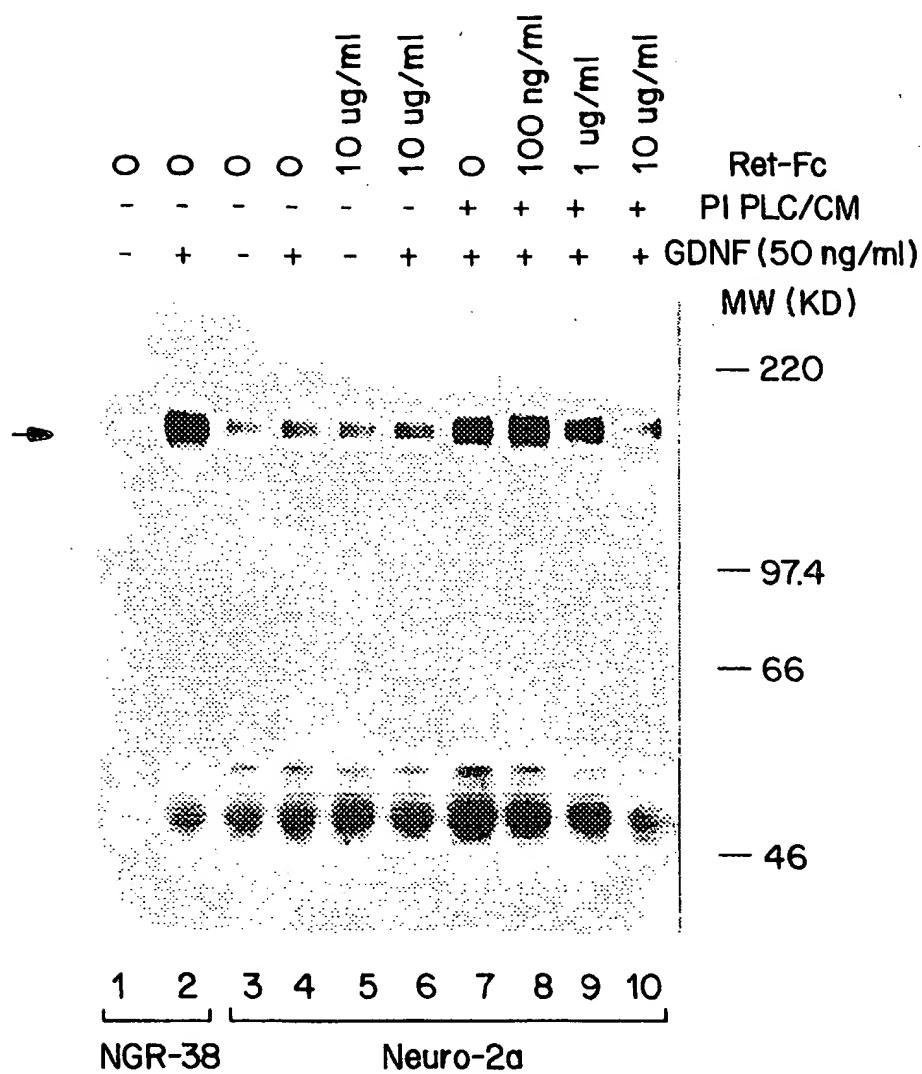 0 0 0 0 10 ug/ml 10 ug/ml 0 100 ng/ml 1 ug/ml 10 ug/ml Ret-Fc
- - - - - - + + + + PI PLC/CM
- + - + - + + + + + GDNF (50 ng/ml)
MW (KD)
— 220
— 97.4
— 66
— 46
1 2 3 4 5 6 7 8 9 10
NGR-38 Neuro-2a